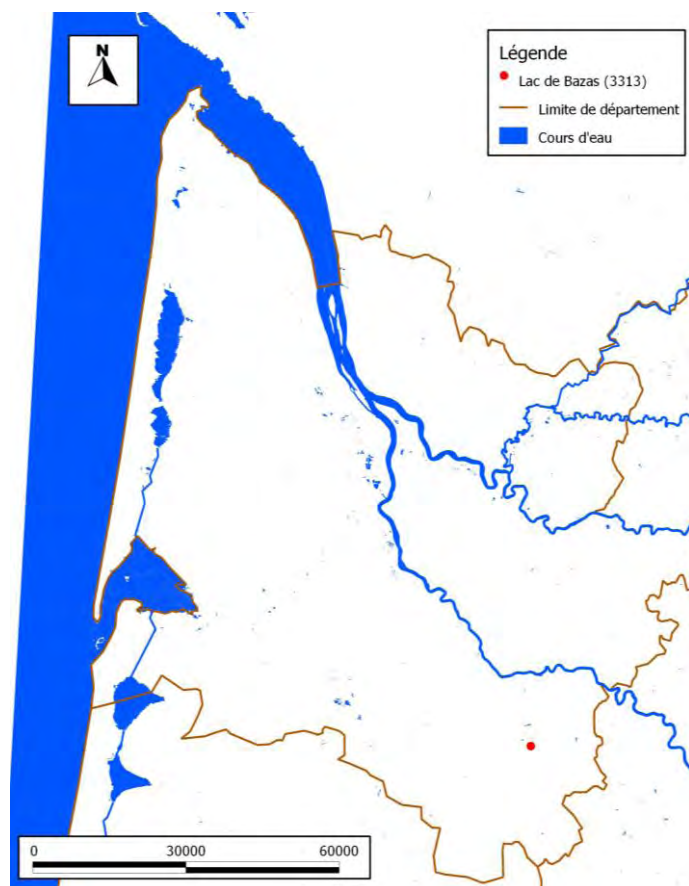 N
Légende
Lac de Bazas (3313)
Limite de département
Cours d'eau
0 30000 60000